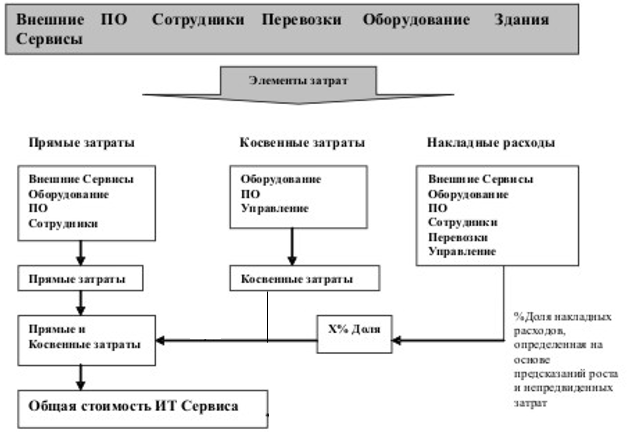 Внешние ПО Сотрудники Перевозки Оборудование Здания
Сервисы
Элементы затрат
Прямые затраты
Косвенные затраты
Накладные расходы
Внешние Сервисы
Оборудование
ПО
Сотрудники
Оборудование
ПО
Управление
Внешние Сервисы
Оборудование
ПО
Сотрудники
Перевозки
Управление
Прямые затраты
Косвенные затраты
Прямые и
Косвенные затраты
X% Доля
%Доля накладных
расходов,
определенная на
основе
предсказаний роста
и непредвиденных
затрат
Общая стоимость ИТ Сервиса